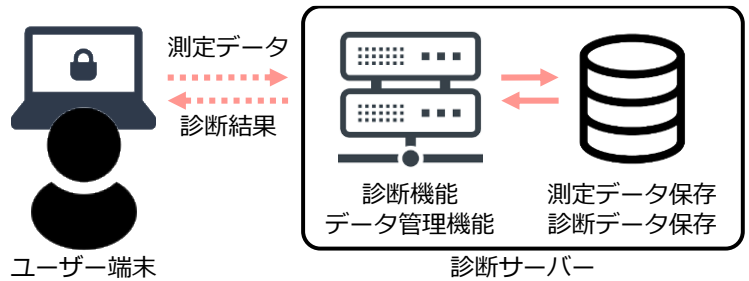 測定データ
診断結果
ユーザー端末
診断機能
データ管理機能
測定データ保存
診断データ保存
診断サーバー